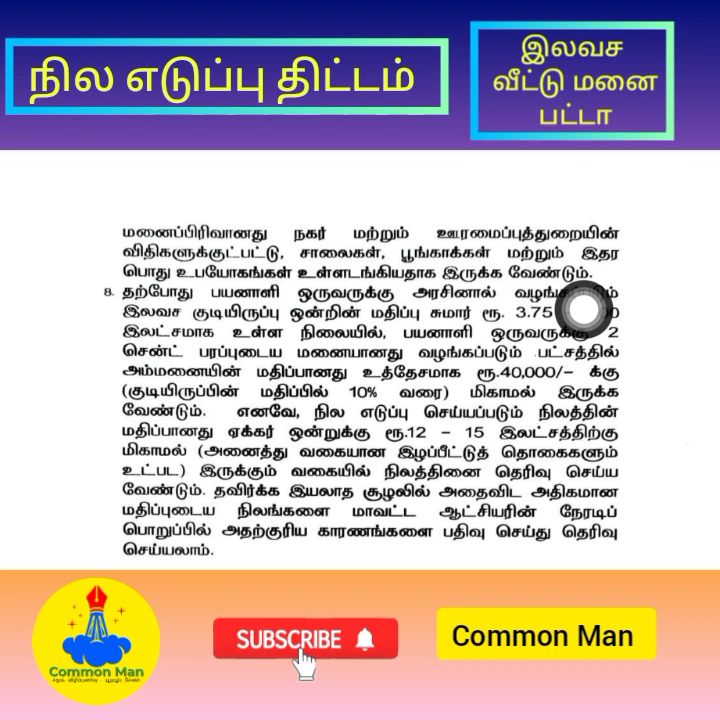 நில எடுப்பு திட்டம்
இலவச
வீட்டு மனை
பட்டா
மனைப்பிரிவானது நகர் மற்றும் ஊரமைப்புத்துறையின்
விதிகளுக்குட்பட்டு, சாலைகள், பூங்காக்கள் மற்றும் இதர
பொது உபயோகங்கள் உள்ளடங்கியதாக இருக்க வேண்டும்.
8. தற்போது பயனாளி ஒருவருக்கு அரசினால்
இலவச குடியிருப்பு ஒன்றின் மதிப்பு சுமார் ரூ. 3.75
இலட்சமாக உள்ள நிலையில், பயனாளி ஒருவருக்கு 2
சென்ட் பரப்புடைய மனையானது வழங்கப்படும் பட்சத்தில்
அம்மனையின் மதிப்பானது உத்தேசமாக ரூ.40,000/- க்கு
(குடியிருப்பின் மதிப்பில் 10% வரை) மிகாமல் இருக்க
வேண்டும். எனவே, நில எடுப்பு செய்யப்படும் நிலத்தின்
மதிப்பானது ஏக்கர் ஒன்றுக்கு ரூ.12 – 15 இலட்சத்திற்கு
மிகாமல் (அனைத்து வகையான இழப்பீட்டுத் தொகைகளும்
உட்பட) இருக்கும் வகையில் நிலத்தினை தெரிவு செய்ய
வேண்டும். தவிர்க்க இயலாத சூழலில் அதைவிட அதிகமான
மதிப்புடைய நிலங்களை மாவட்ட ஆட்சியரின் நேரடிப்
பொறுப்பில் அதற்குரிய காரணங்களை பதிவு செய்து தெரிவு
செய்யலாம்.
Common Man
SUBSCRIBE
Common Man